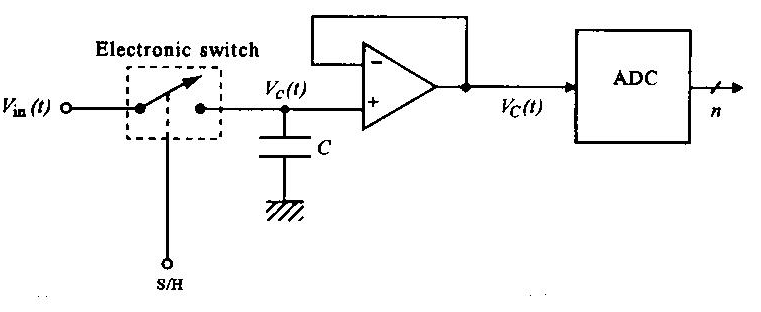 Electronic switch
V_in (t)
V_c(t)
−
+
C
V_C(t)
ADC
n
S/H